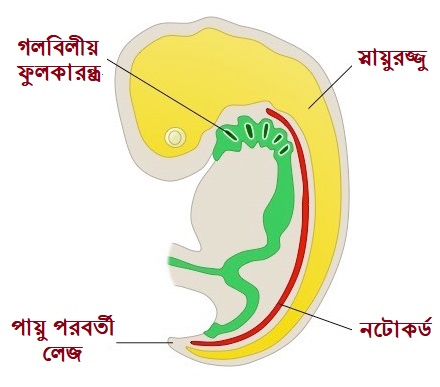 গলবিলীয়
ফুলকারন্ধ্র
স্নায়ুরজ্জু
পায়ু পরবর্তী
লেজ
নটোকর্ড